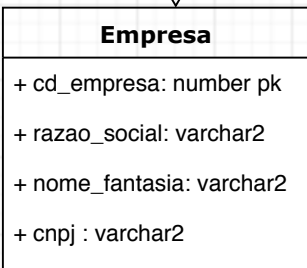 Empresa
+ cd_empresa: number pk
+ razao_social: varchar2
+ nome_fantasia: varchar2
+ cnpj : varchar2